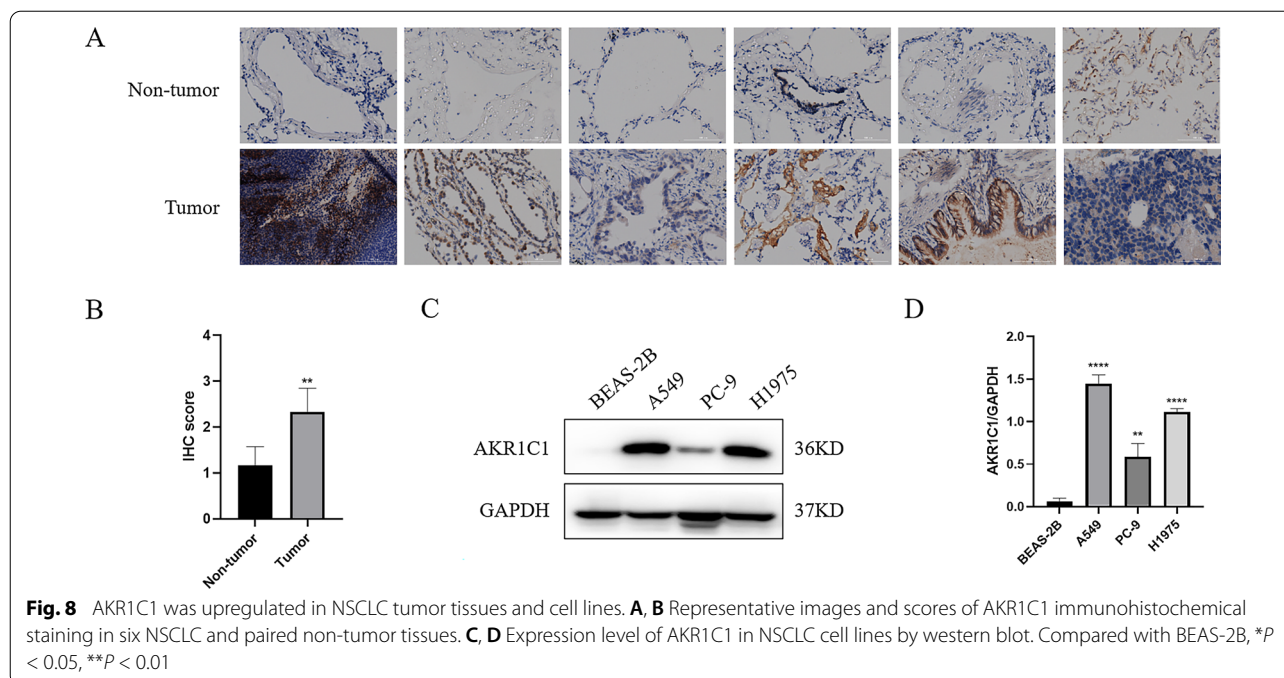 A
Non-tumor
Tumor
B
IHC score
4
3
2
1
0
**
Non-tumor
Tumor
C
BEAS-2B
A549
PC-9
H1975
AKR1C1
36KD
GAPDH
37KD
D
AKR1C1/GAPDH
2.0
1.5
1.0
0.5
0.0
****
**
****
BEAS-2B
A549
PC-9
H1975
Fig. 8 AKR1C1 was upregulated in NSCLC tumor tissues and cell lines. A, B Representative images and scores of AKR1C1 immunohistochemical
staining in six NSCLC and paired non-tumor tissues. C, D Expression level of AKR1C1 in NSCLC cell lines by western blot. Compared with BEAS-2B, *P
< 0.05, **P < 0.01